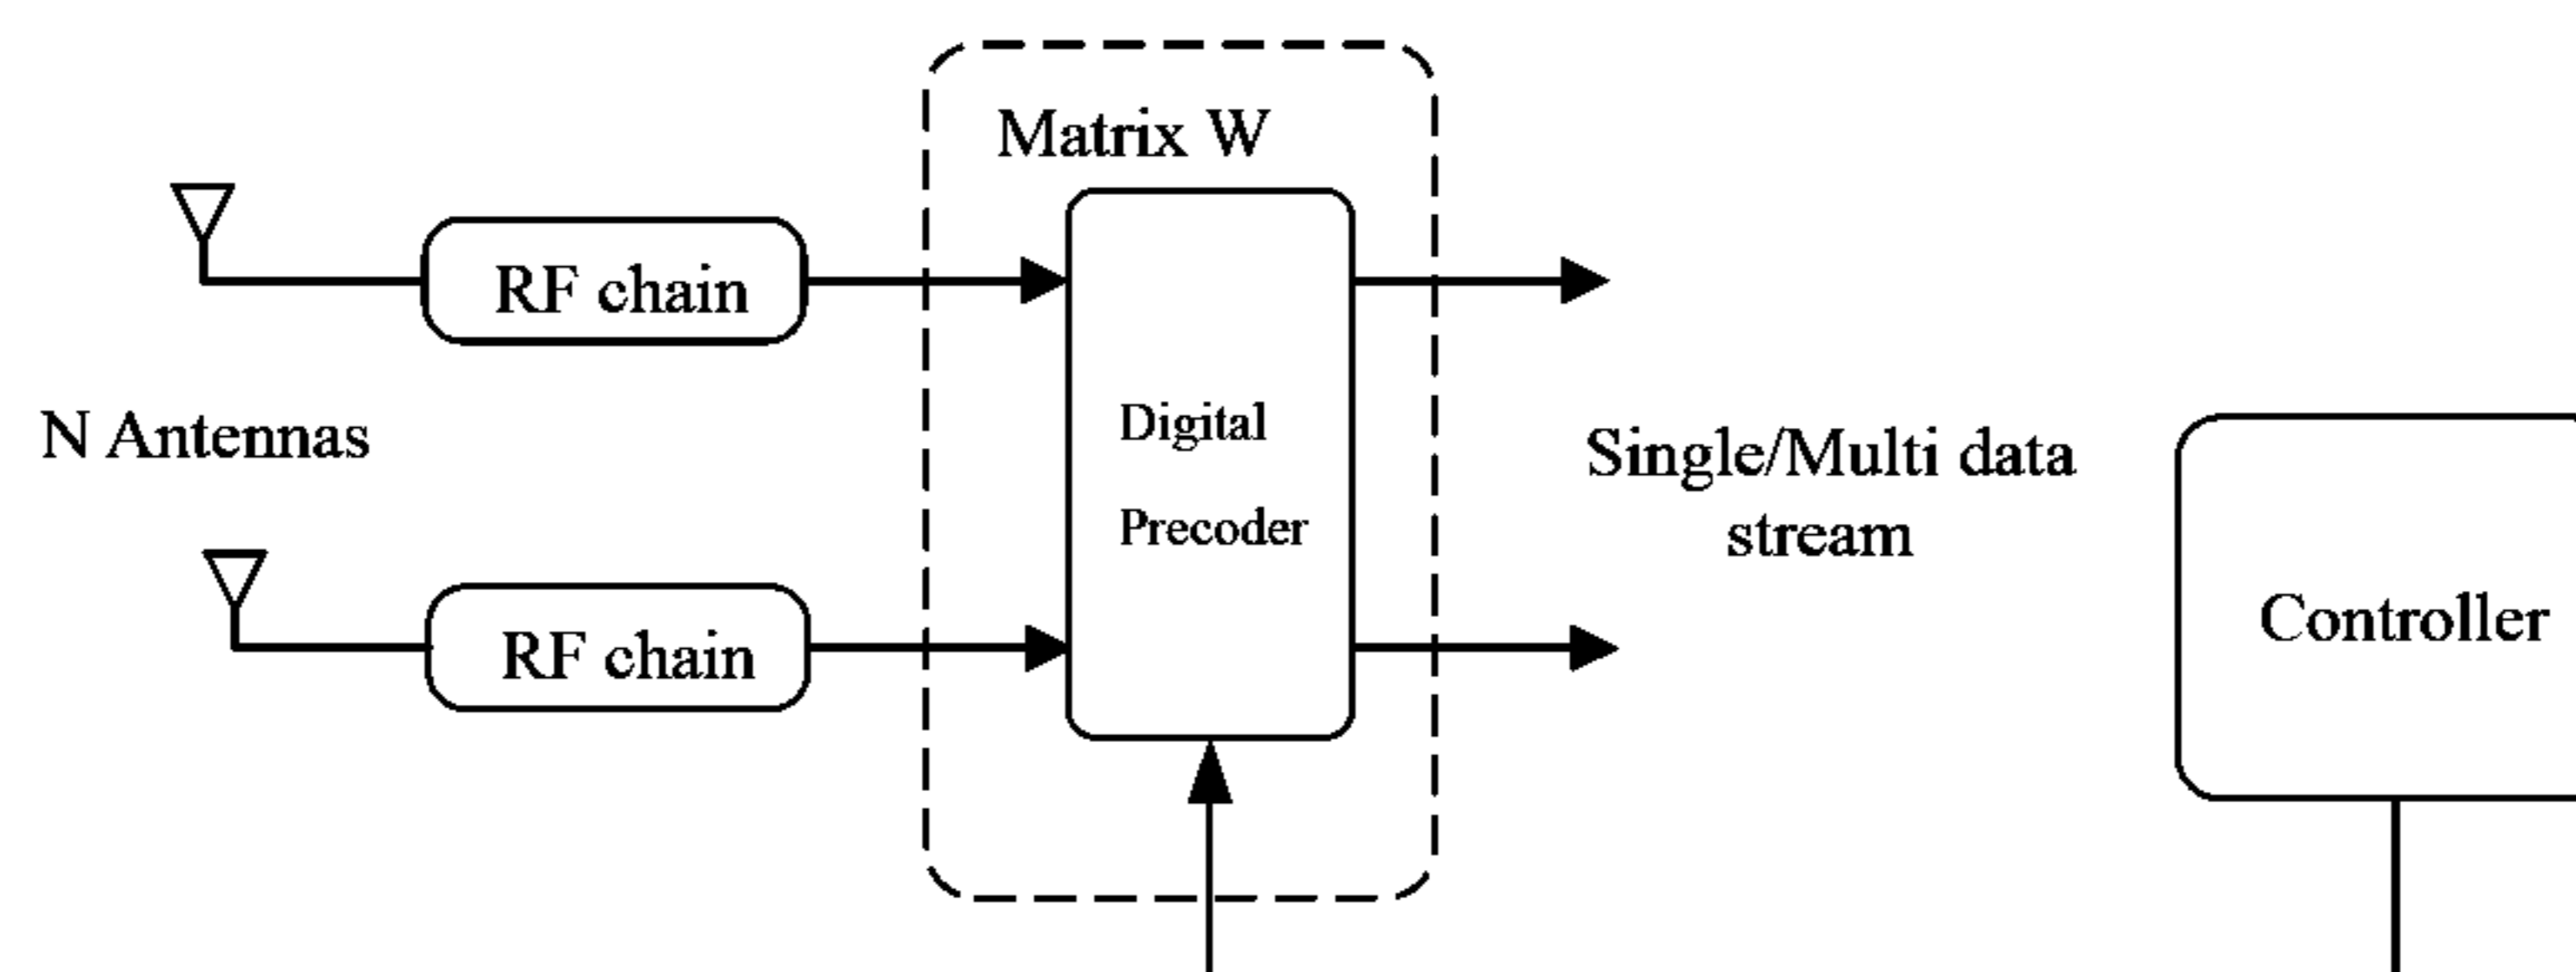 Matrix W
RF chain
N Antennas
Digital
Precoder
Single/Multi data
stream
RF chain
Controller